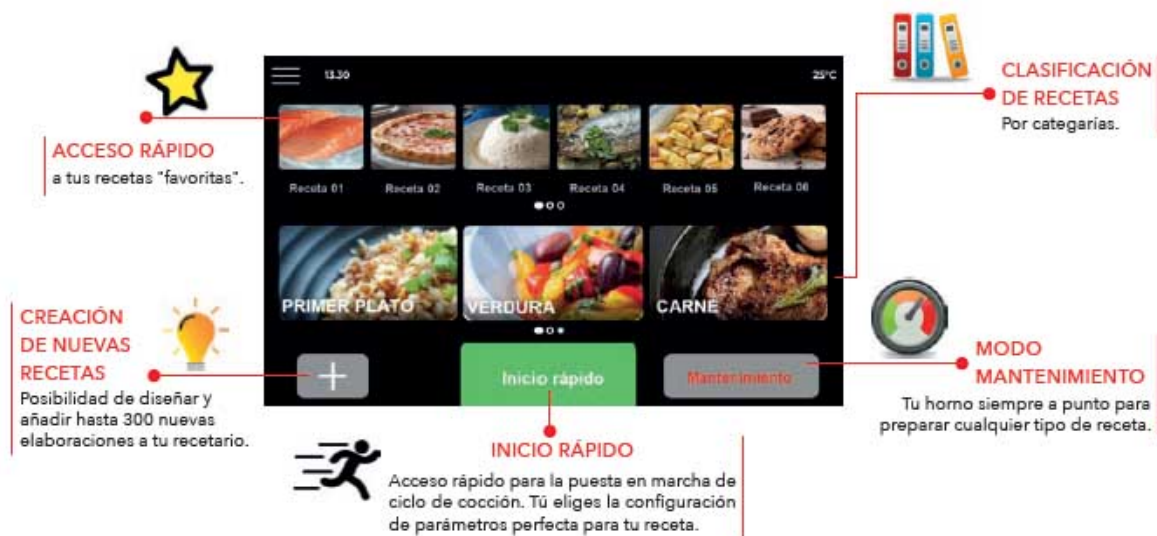 13.30
25°C
Receta 01
Receta 02
Receta 03
Receta 04
Receta 05
Receta 06
PRIMER PLATO
VERDURA
CARNE
+
Inicio rápido
Mantenimiento
ACCESO RÁPIDO
a tus recetas "favoritas".
CREACIÓN
DE NUEVAS
RECETAS
Posibilidad de diseñar y
añadir hasta 300 nuevas
elaboraciones a tu recetario.
INICIO RÁPIDO
Acceso rápido para la puesta en marcha de
ciclo de cocción. Tú eliges la configuración
de parámetros perfecta para tu receta.
CLASIFICACIÓN
DE RECETAS
Por categarías.
MODO
MANTENIMIENTO
Tu horno siempre a punto para
preparar cualquier tipo de receta.